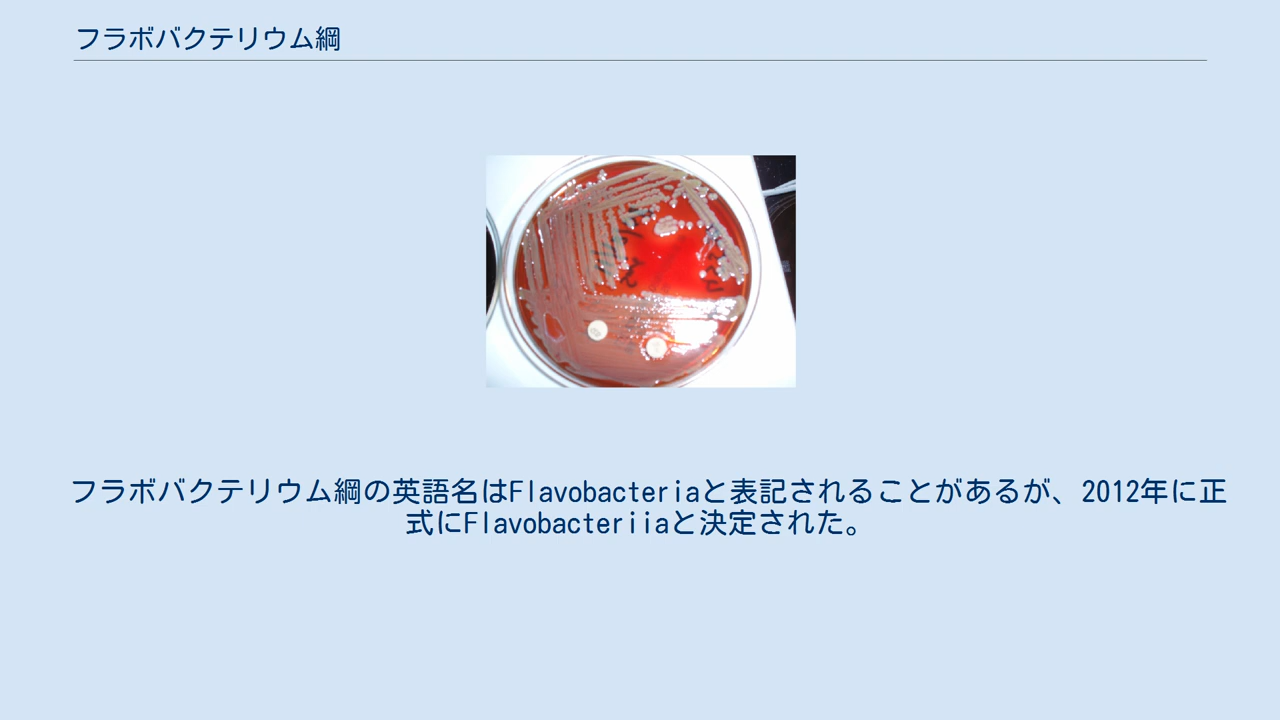 フラボバクテリウム綱
フラボバクテリウム綱の英語名はFlavobacteriaと表記されることがあるが、2012年に正
式にFlavobacteriiaと決定された。